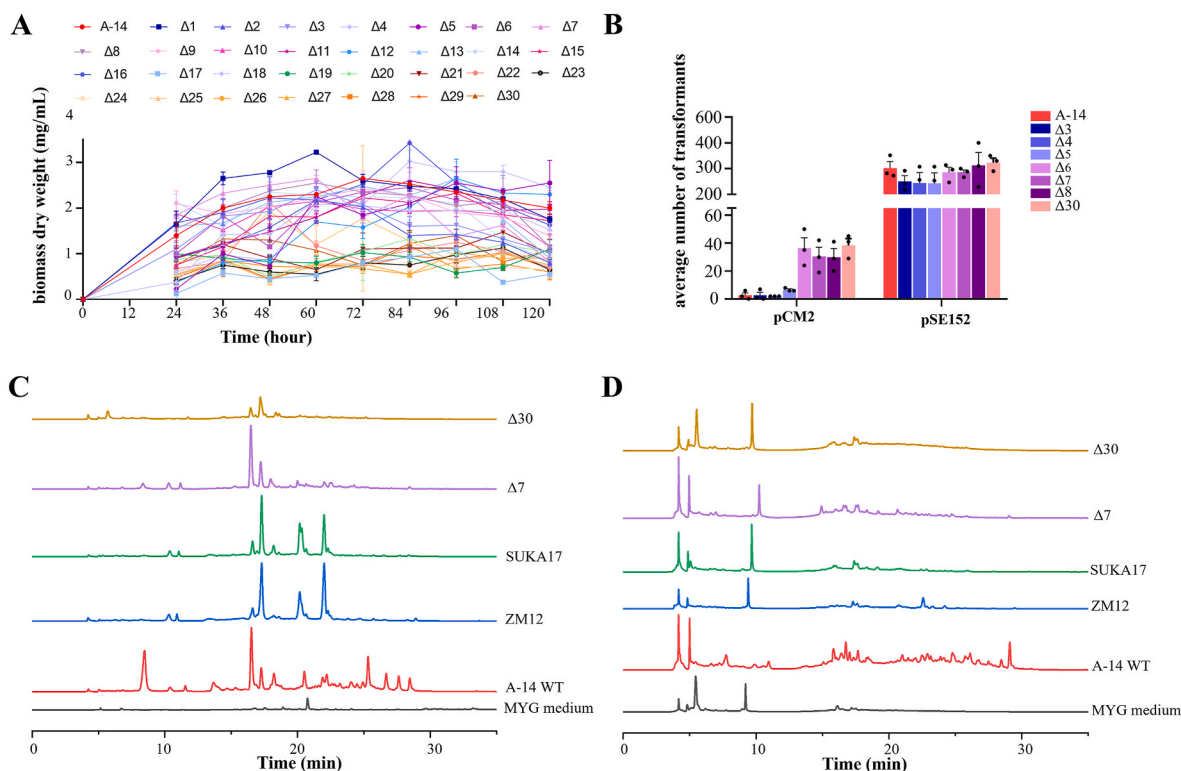 A
A-14 Δ1 Δ2 Δ3 Δ4 Δ5 Δ6 Δ7
Δ8 Δ9 Δ10 Δ11 Δ12 Δ13 Δ14 Δ15
Δ16 Δ17 Δ18 Δ19 Δ20 Δ21 Δ22 Δ23
Δ24 Δ25 Δ26 Δ27 Δ28 Δ29 Δ30
biomass dry weight (mg/mL)
4
3
2
1
0
0 12 24 36 48 60 72 84 96 108 120
Time (hour)
B
average number of transformants
600
400
300
200
60
40
20
0
pCM2 pSE152
A-14
Δ3
Δ4
Δ5
Δ6
Δ7
Δ8
Δ30
C
Δ30
Δ7
SUKA17
ZM12
A-14 WT
MYG medium
0 10 20 30
Time (min)
D
Δ30
Δ7
SUKA17
ZM12
A-14 WT
MYG medium
0 10 20 30
Time (min)